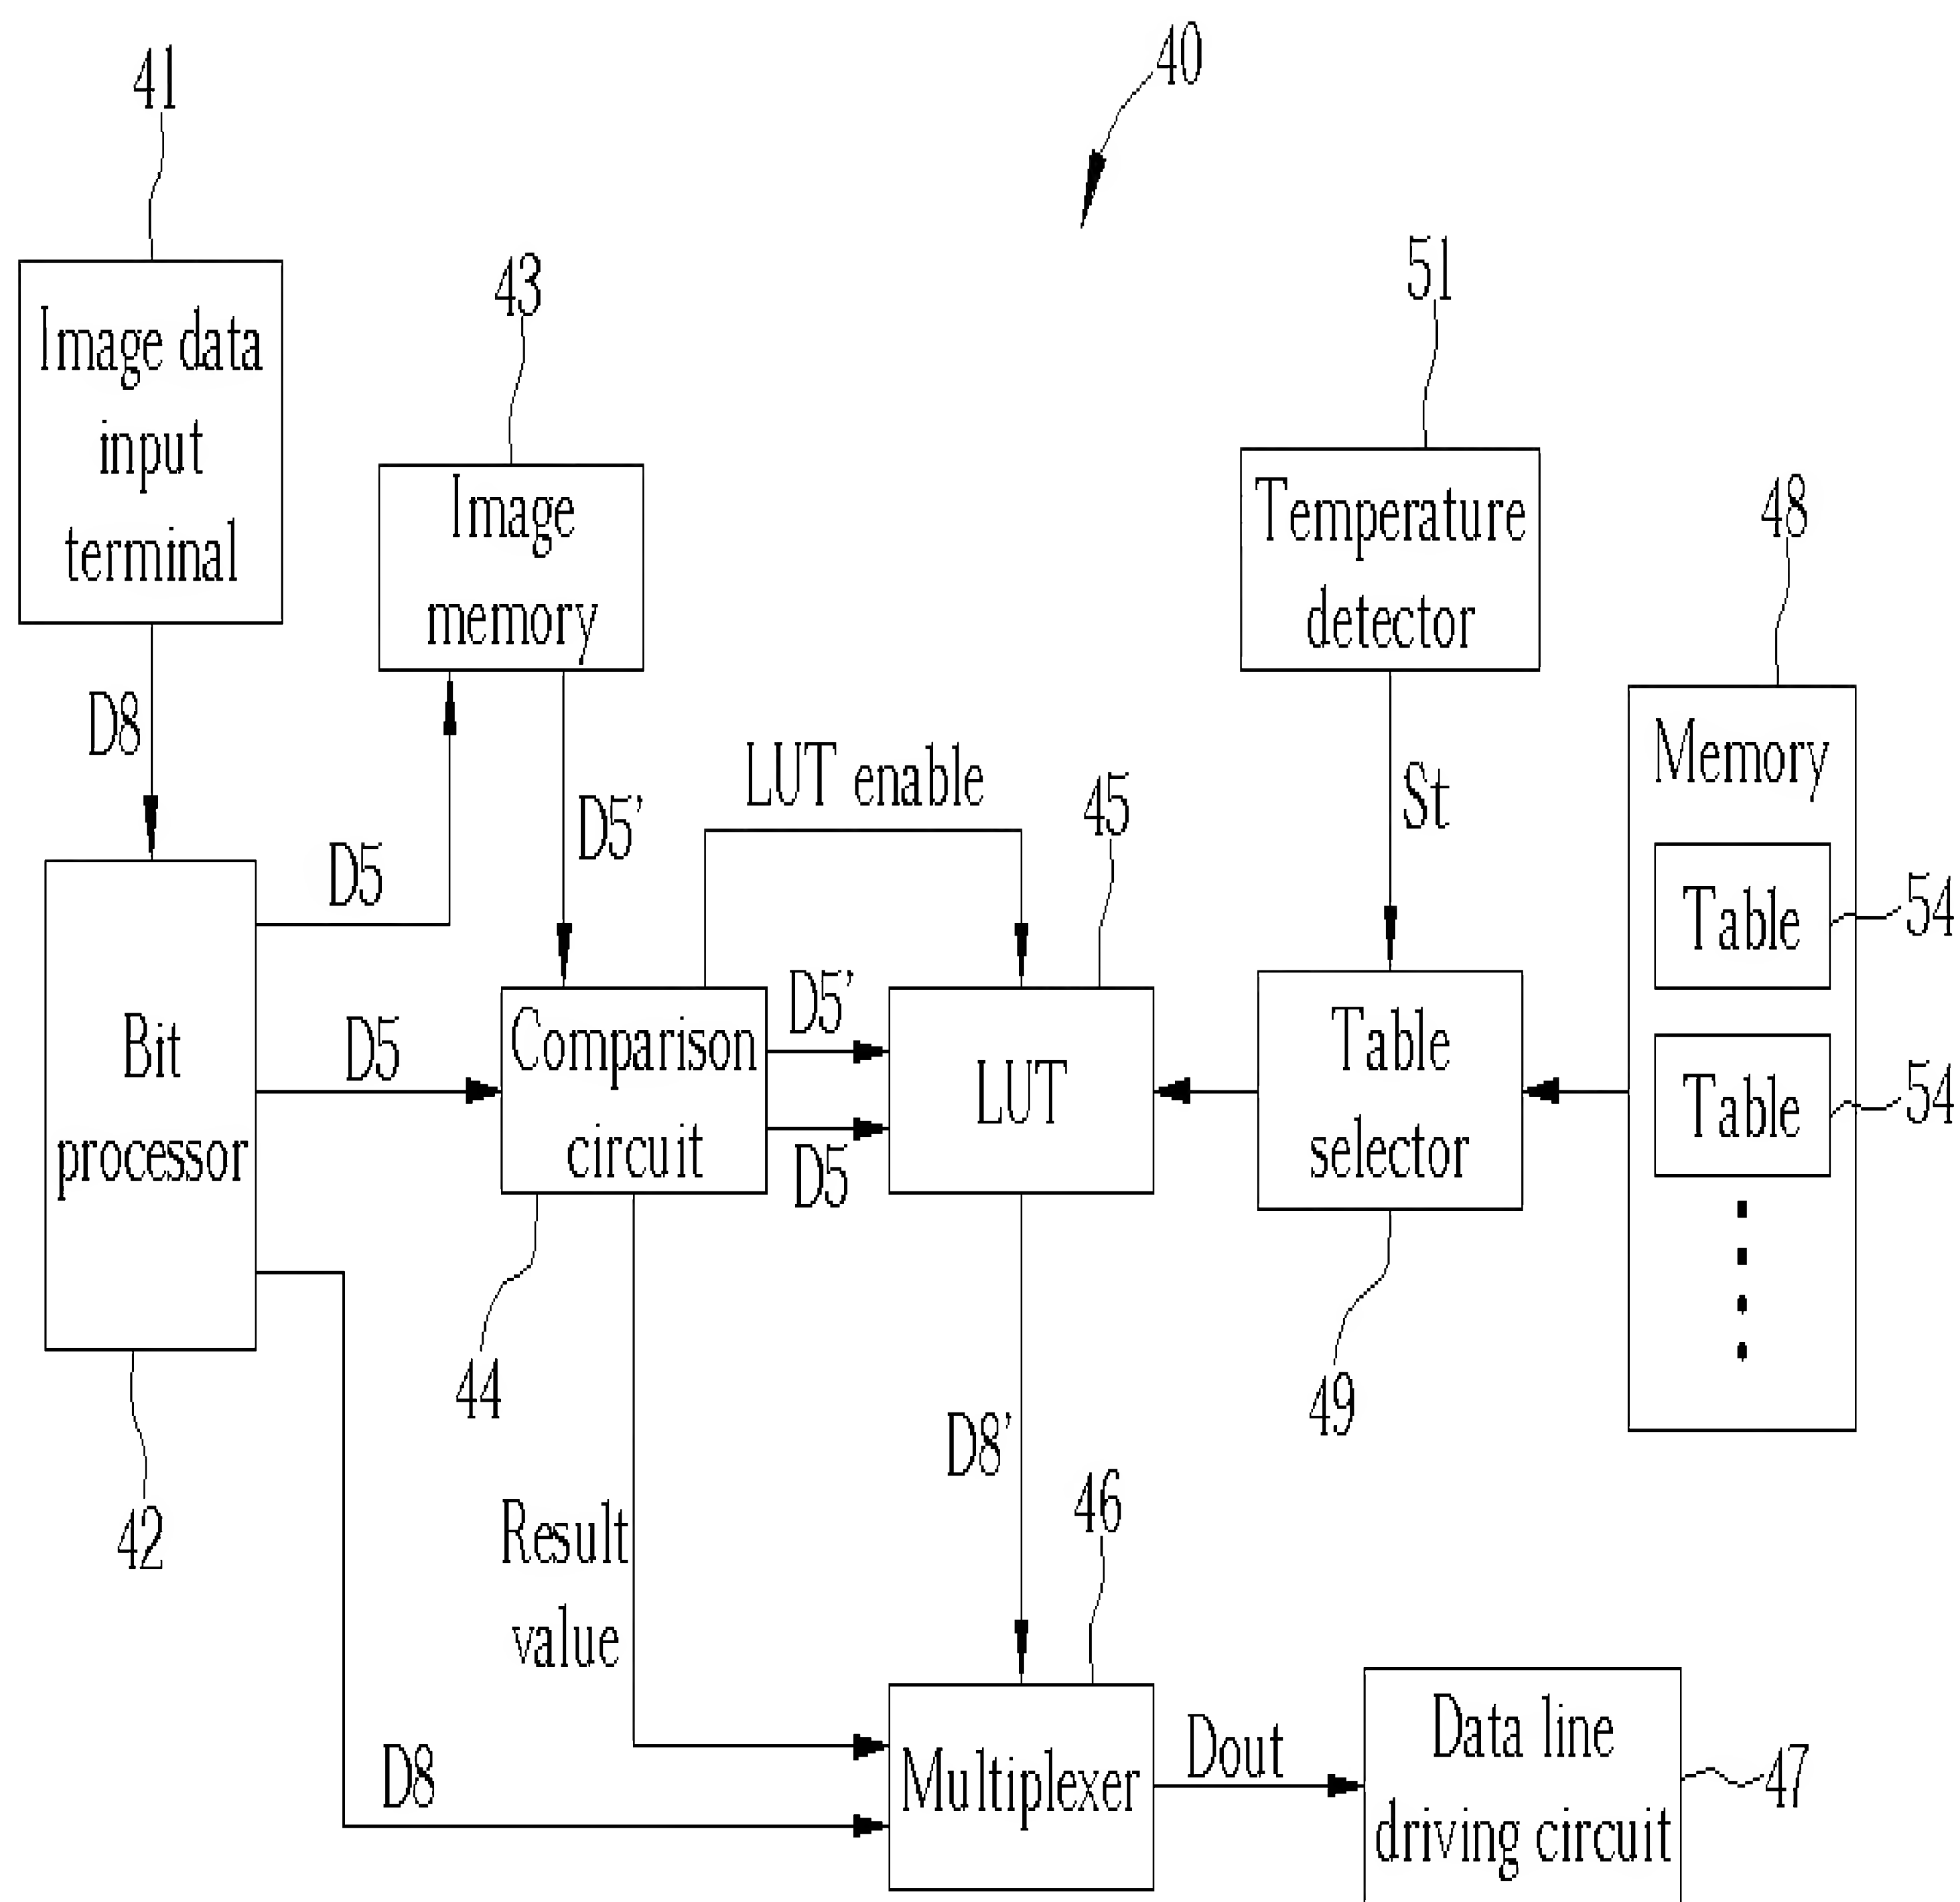 40
41
Image data
input
terminal
43
Image
memory
51
Temperature
detector
48
Memory
Table
54
Table
54
D8
D5
D5'
LUT enable
45
St
Bit
processor
42
D5
Comparison
circuit
44
D5'
D5
LUT
Table
selector
49
D8'
Result
value
D8
46
Multiplexer
Dout
Data line
driving circuit
47